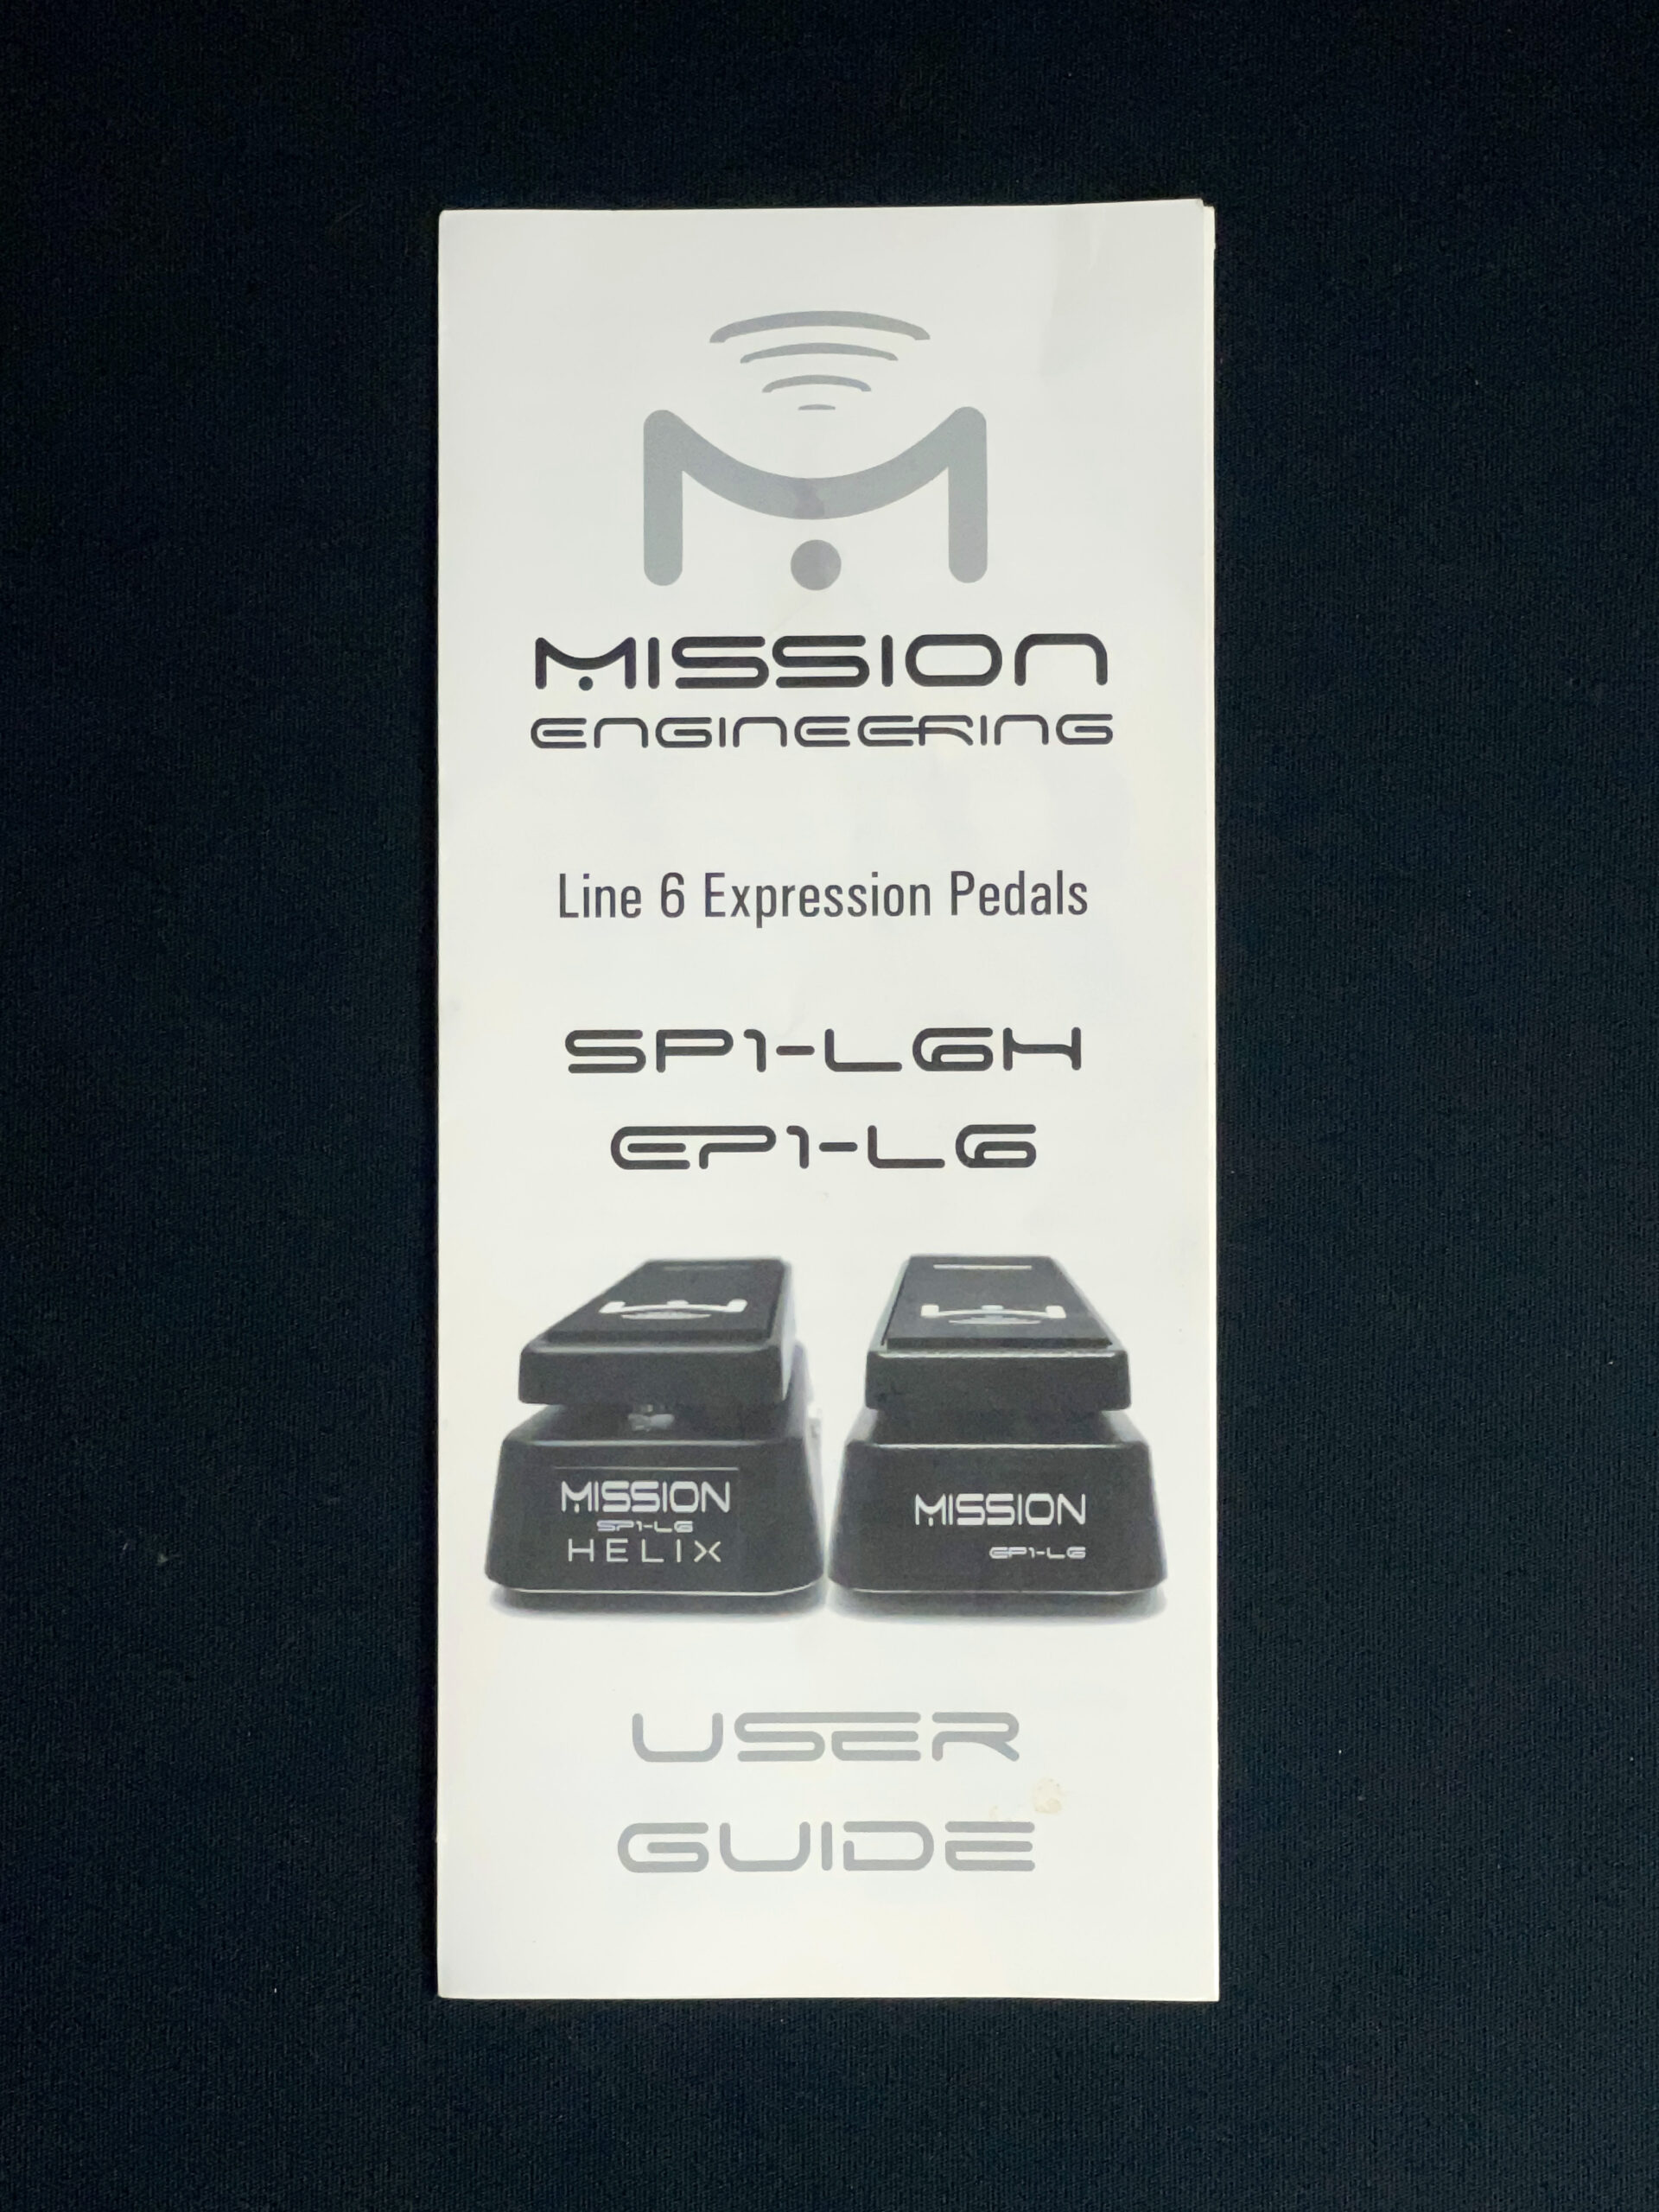 MISSION
ENGINEERING
Line 6 Expression Pedals
SP1-L6H
EP1-L6
MISSION
SP1-L6
HELIX
MISSION
EP1-L6
USER
GUIDE